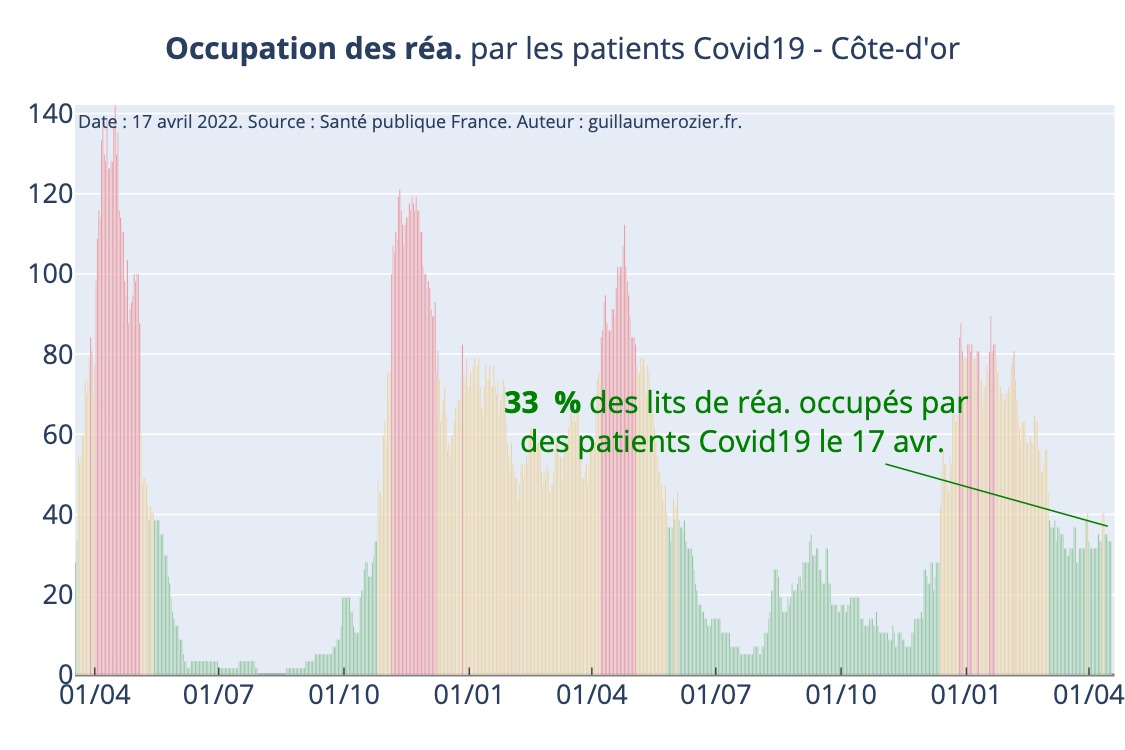 Occupation des réa. par les patients Covid19 - Côte-d'or
140
Date : 17 avril 2022. Source : Santé publique France. Auteur : guillaumerozier.fr.
120
100
80
33 % des lits de réa. occupés par
des patients Covid19 le 17 avr.
60
40
20
0
01/04 01/07 01/10 01/01 01/04 01/07 01/10 01/01 01/04